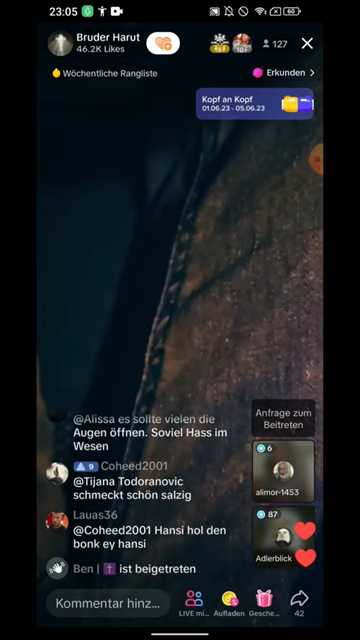 23:05
60
Bruder Harut
46.2K Likes
10+
127
Wöchentliche Rangliste
Erkunden
Kopf an Kopf
01.06.23 - 05.06.23
@Alissa es sollte vielen die
Augen öffnen. Soviel Hass im
Wesen
9 Coheed2001
@Tijana Todoranovic
schmeckt schön salzig
Lauas36
@Coheed2001 Hansi hol den
bonk ey hansi
Ben | ist beigetreten
Anfrage zum
Beitreten
6
alimor-1453
87
Adlerblick
Kommentar hinz...
LIVE mi...
Aufladen
Gesche...
42